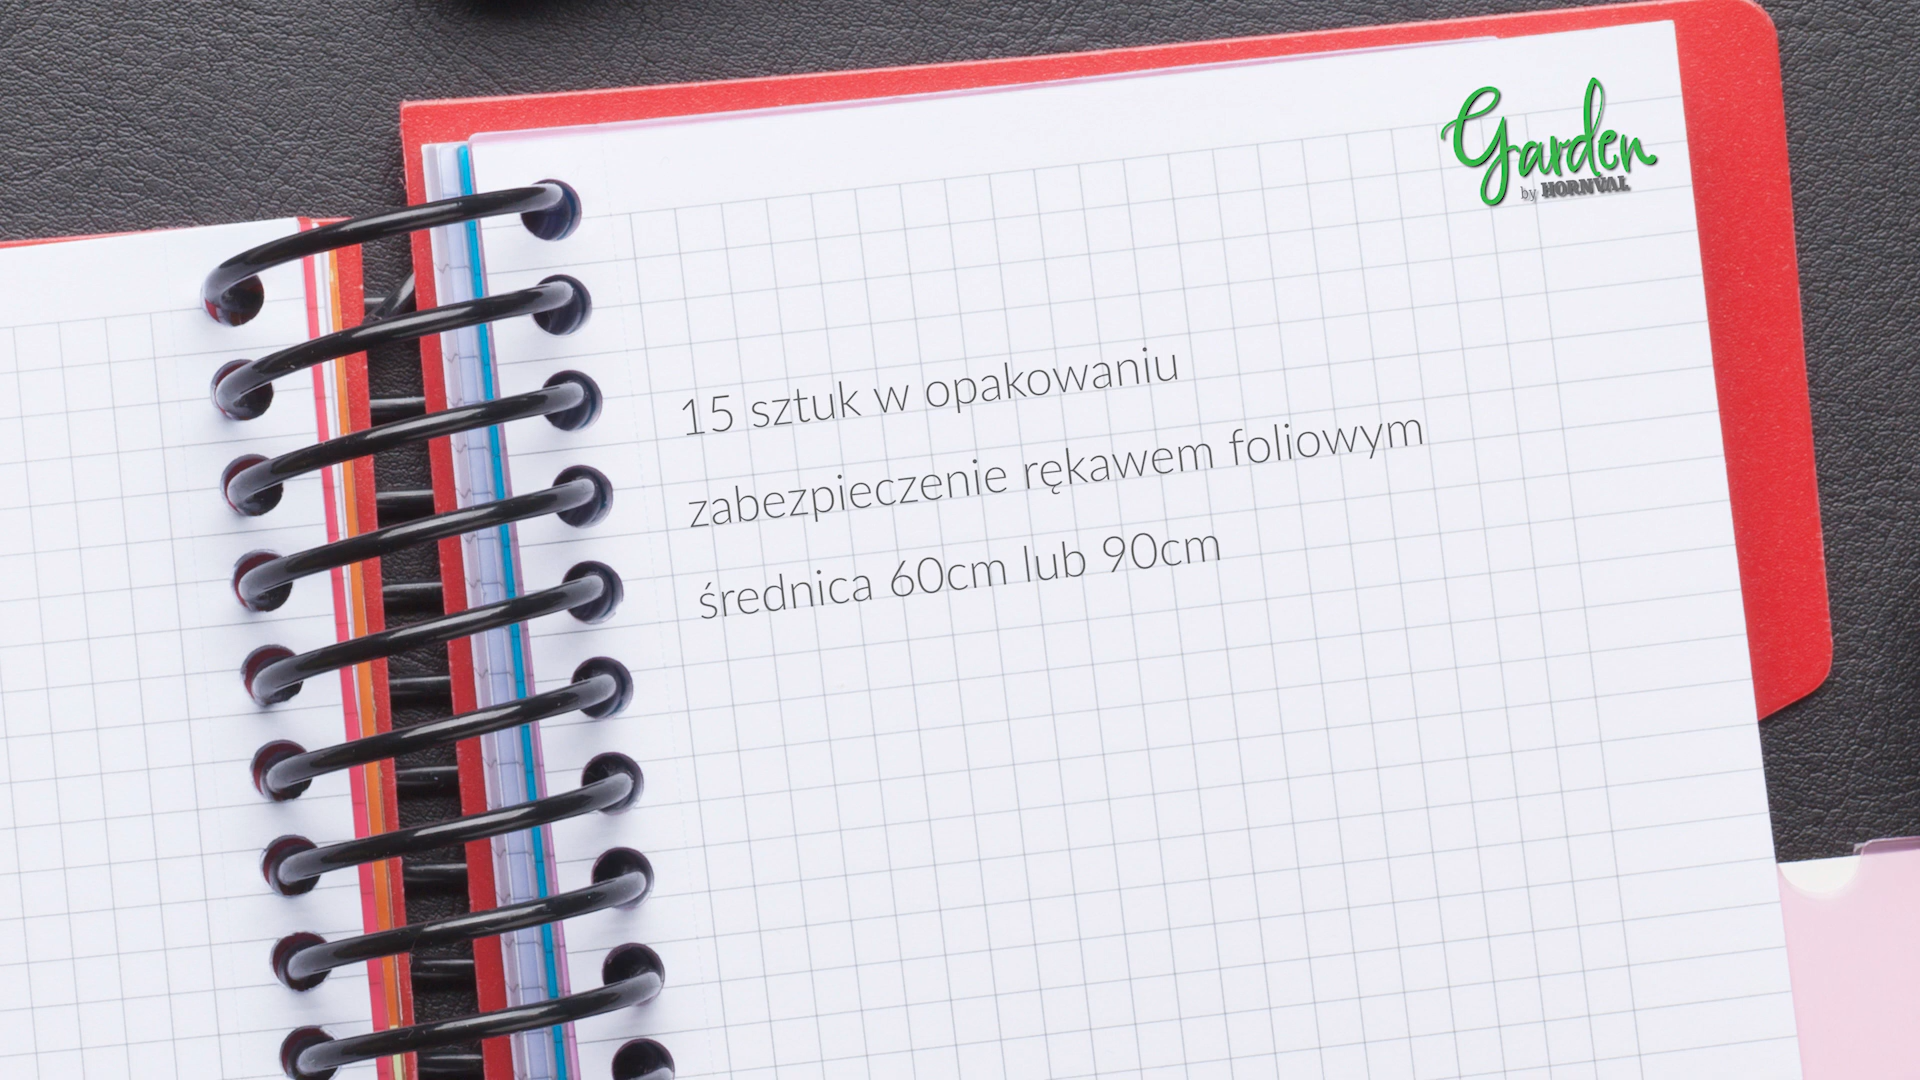 Garden
by HORNVAL
15 sztuk w opakowaniu
zabezpieczenie rękawem foliowym
średnica 60cm lub 90cm